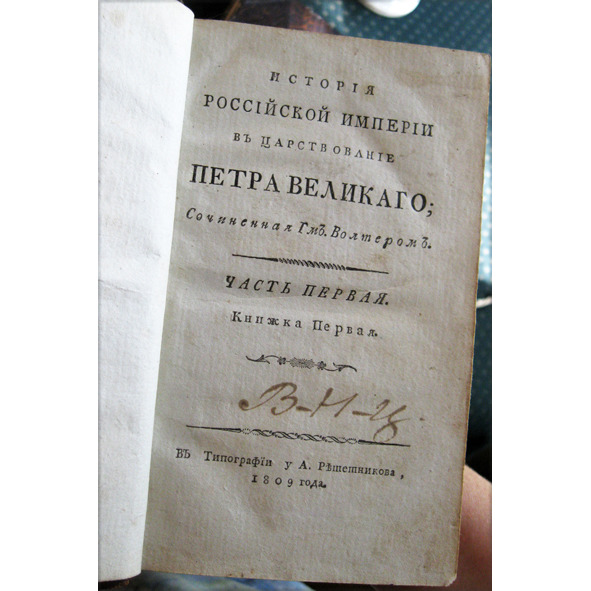 ИСТОРІЯ
РОССІЙСКОЙ ИМПЕРІИ
ВЪ ЦАРСТВОВАНІЕ
ПЕТРА ВЕЛИКАГО;
Сочиненная Гмъ. Волтеромъ.
ЧАСТЬ ПЕРВАЯ.
Книжка Первая.
В-Н-Ц
ВЪ Типографіи у А. Рѣшетникова,
1809 года.